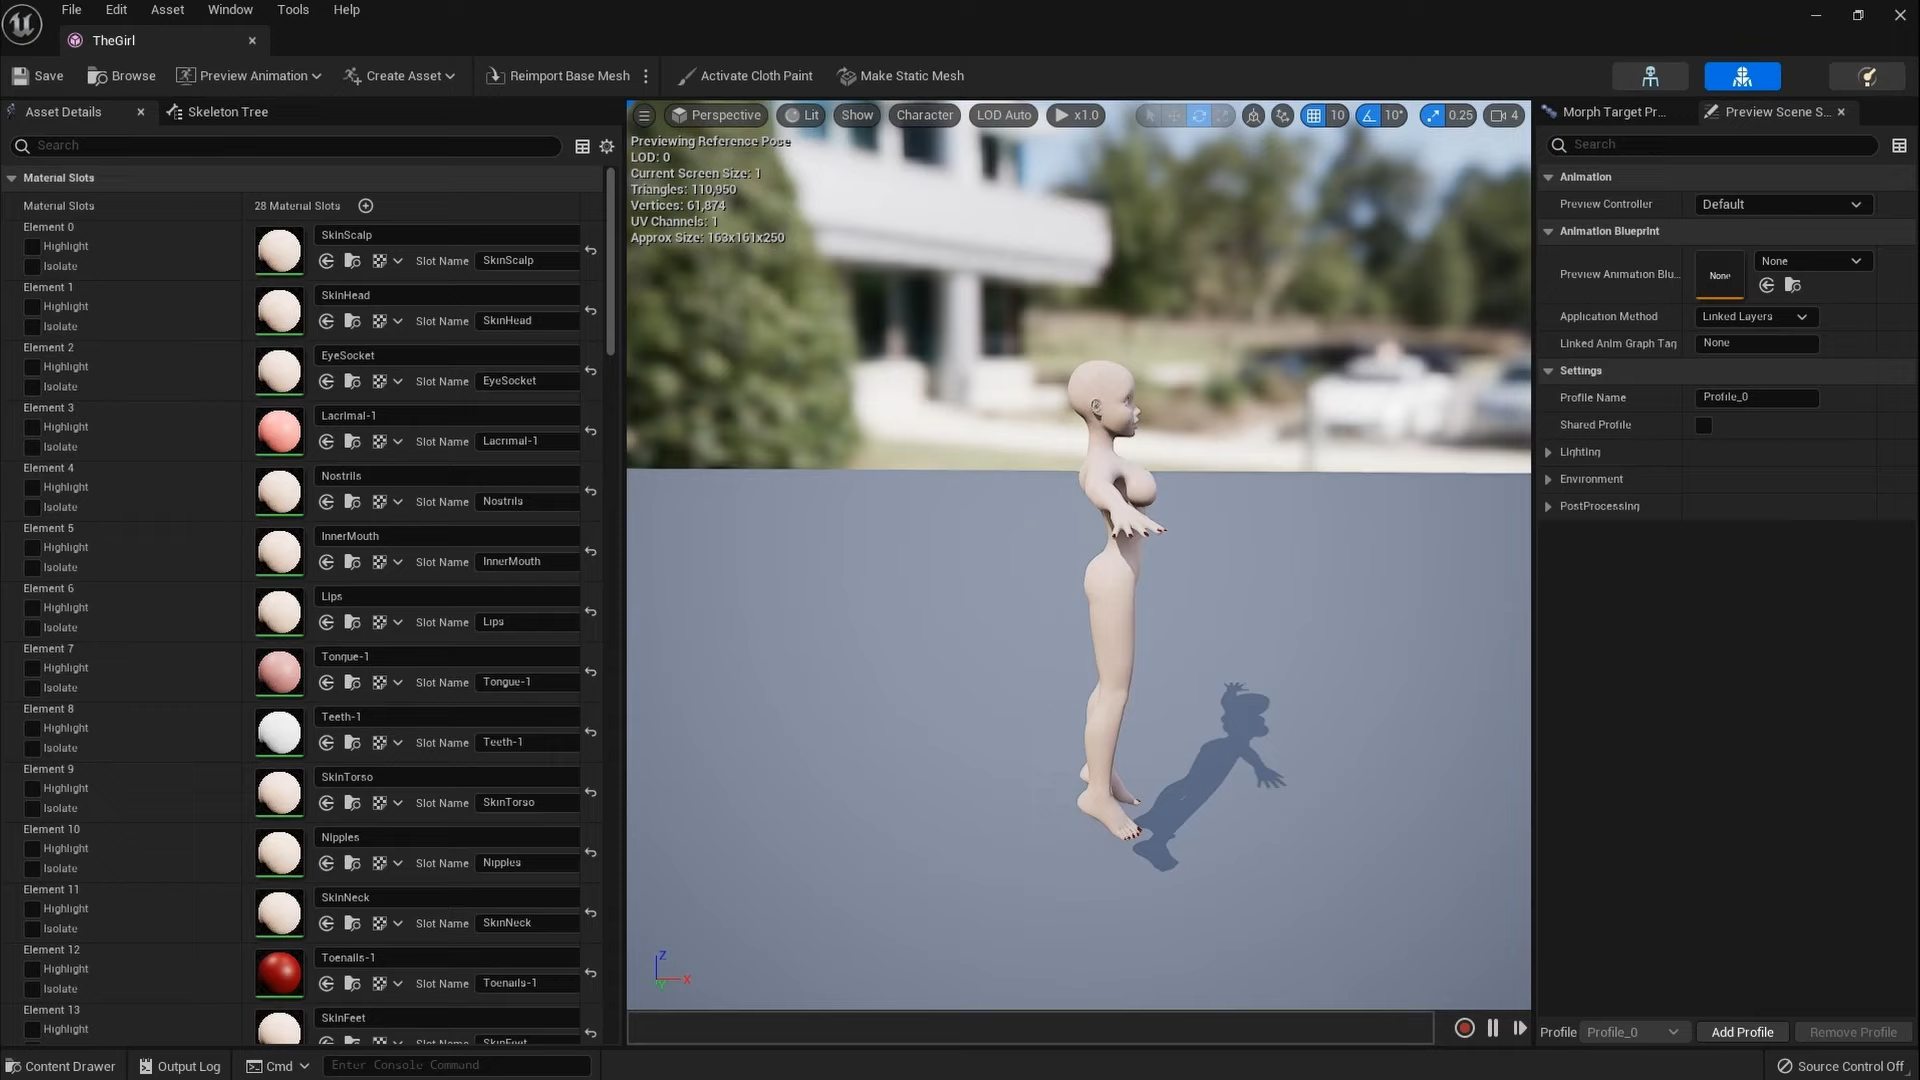 File Edit Asset Window Tools Help
TheGirl
Save Browse Preview Animation Create Asset Reimport Base Mesh Activate Cloth Paint Make Static Mesh
Asset Details Skeleton Tree
Search
Material Slots
Material Slots 28 Material Slots
Element 0
Highlight
Isolate
SkinScalp
Slot Name SkinScalp
Element 1
Highlight
Isolate
SkinHead
Slot Name SkinHead
Element 2
Highlight
Isolate
EyeSocket
Slot Name EyeSocket
Element 3
Highlight
Isolate
Lacrimal-1
Slot Name Lacrimal-1
Element 4
Highlight
Isolate
Nostrils
Slot Name Nostrils
Element 5
Highlight
Isolate
InnerMouth
Slot Name InnerMouth
Element 6
Highlight
Isolate
Lips
Slot Name Lips
Element 7
Highlight
Isolate
Tongue-1
Slot Name Tongue-1
Element 8
Highlight
Isolate
Teeth-1
Slot Name Teeth-1
Element 9
Highlight
Isolate
SkinTorso
Slot Name SkinTorso
Element 10
Highlight
Isolate
Nipples
Slot Name Nipples
Element 11
Highlight
Isolate
SkinNeck
Slot Name SkinNeck
Element 12
Highlight
Isolate
Toenails-1
Slot Name Toenails-1
Element 13
Highlight
SkinFeet
Slot Name SkinFeet
Perspective Lit Show Character LOD Auto x1.0 10 10° 0.25 4
Previewing Reference Pose
LOD: 0
Current Screen Size: 1
Triangles: 110,950
Vertices: 61,874
UV Channels: 1
Approx Size: 163x161x250
Z
X
Y
Morph Target Pr... Preview Scene S...
Search
Animation
Preview Controller Default
Animation Blueprint
Preview Animation Blu... None None
Application Method Linked Layers
Linked Anim Graph Tag None
Settings
Profile Name Profile_0
Shared Profile
Lighting
Environment
PostProcessing
Profile Profile_0 Add Profile Remove Profile
Content Drawer Output Log Cmd Enter Console Command Source Control Off